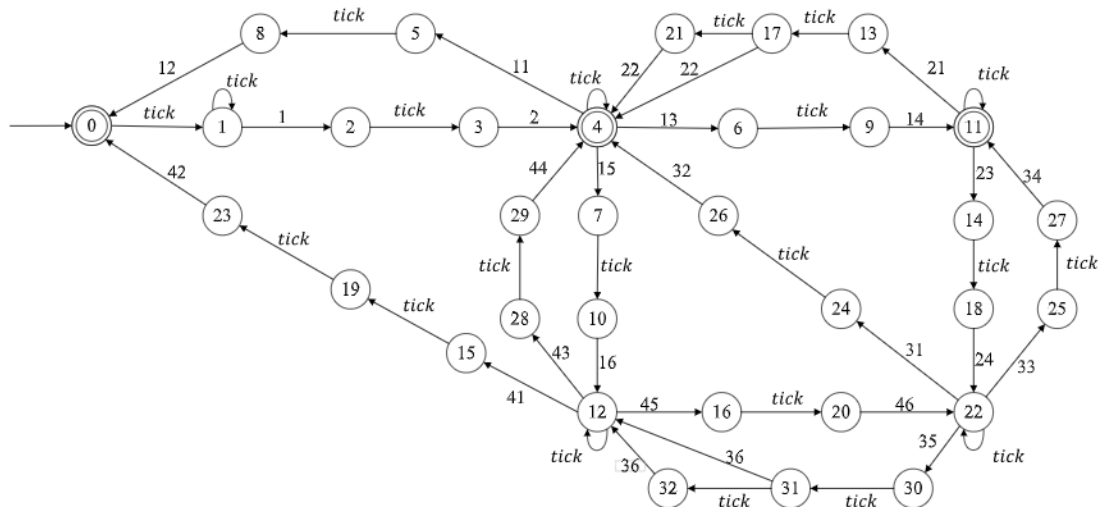 8 tick 5 21 tick 17 tick 13
12 11 22 22 21
tick tick tick
0 tick 1 1 2 tick 3 2 4 13 6 tick 9 14 11
42 44 15 32 23 34
23 29 7 26 14 27
tick tick tick tick tick tick
19 28 10 24 18 25
tick
15 43 16 31 24 33
41 12 45 16 tick 20 46 22
tick 36 36 35 tick
32 tick 31 tick 30